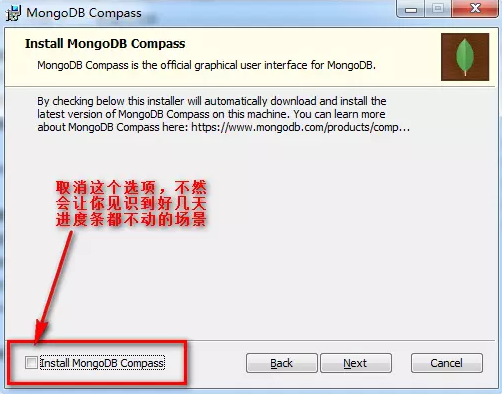 MongoDB Compass
Install MongoDB Compass
MongoDB Compass is the official graphical user interface for MongoDB.
By checking below this installer will automatically download and install the
latest version of MongoDB Compass on this machine. You can learn more
about MongoDB Compass here: https://www.mongodb.com/products/comp...
取消这个选项，不然
会让你见识到好几天
进度条都不动的场景
Install MongoDB Compass
Back
Next
Cancel